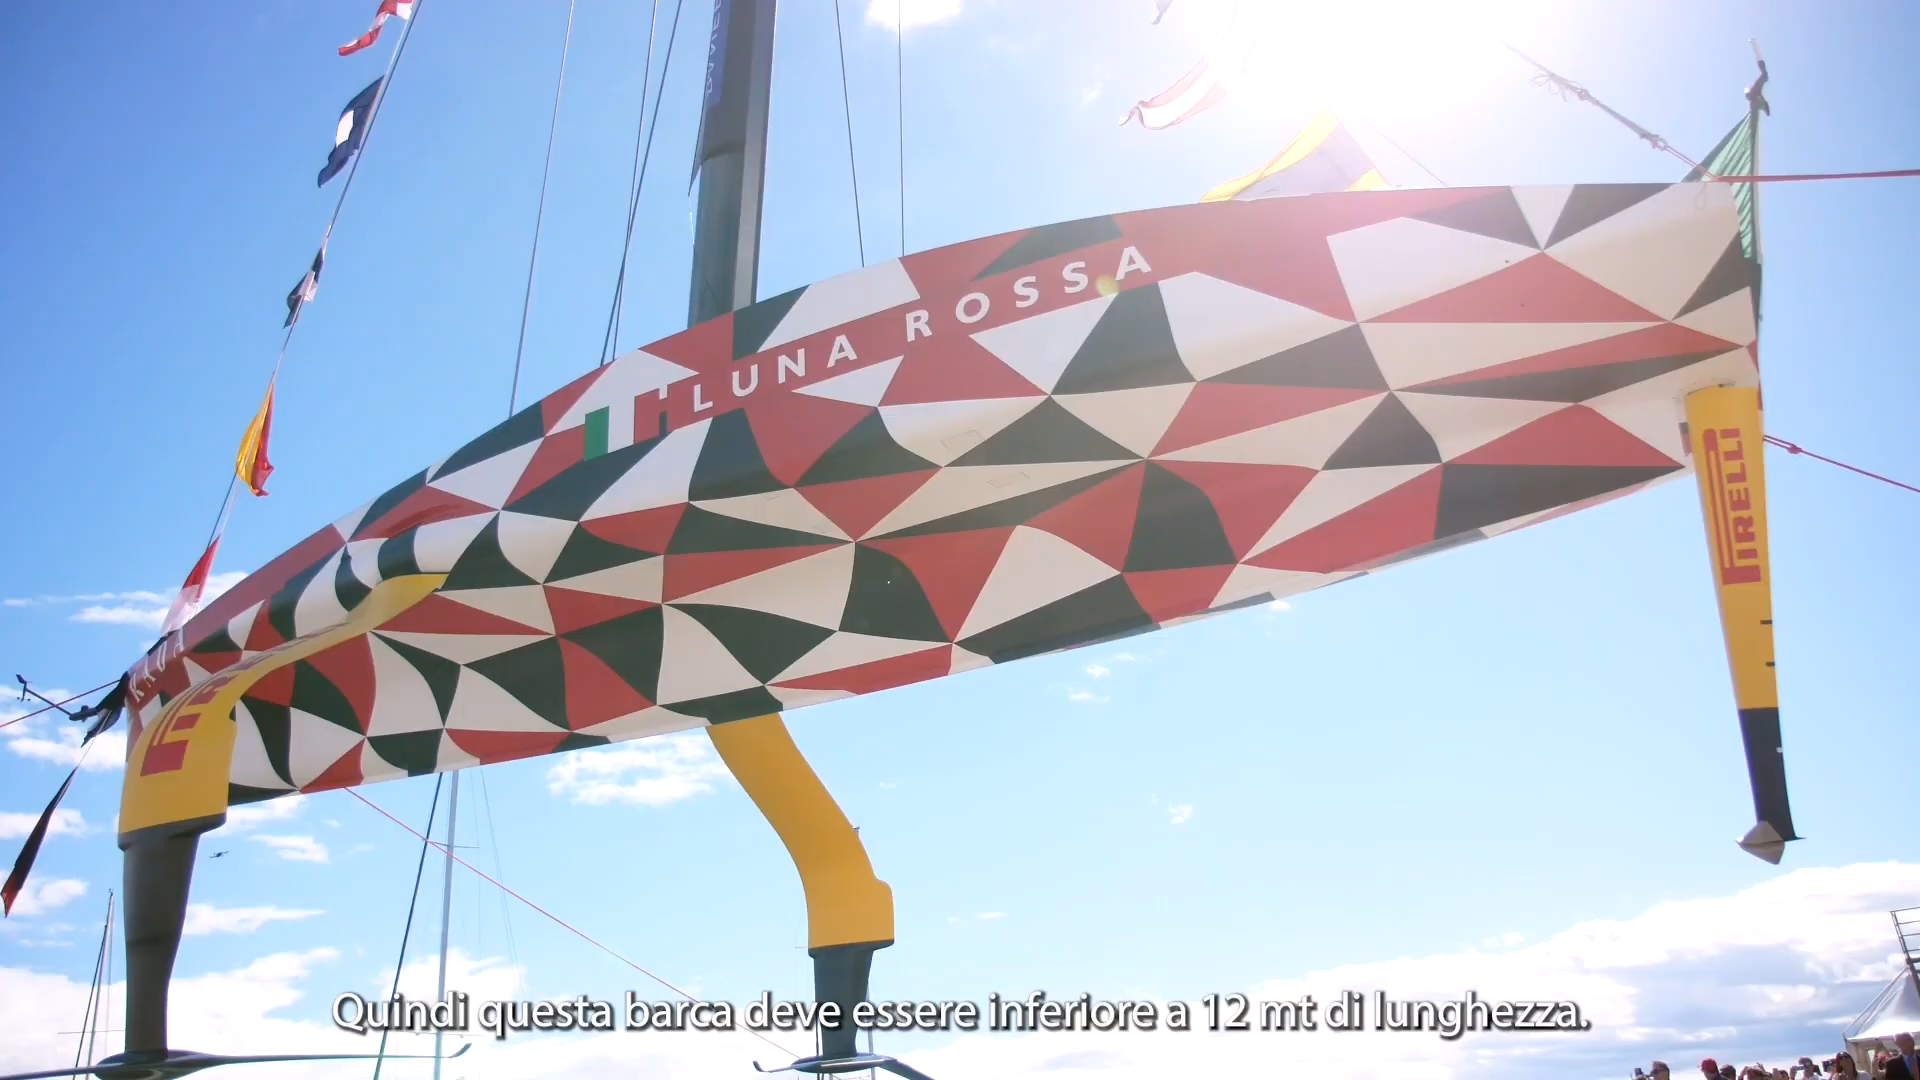 LUNA ROSSA
PIRELLI
Quindi questa barca deve essere inferiore a 12 mt di lunghezza.